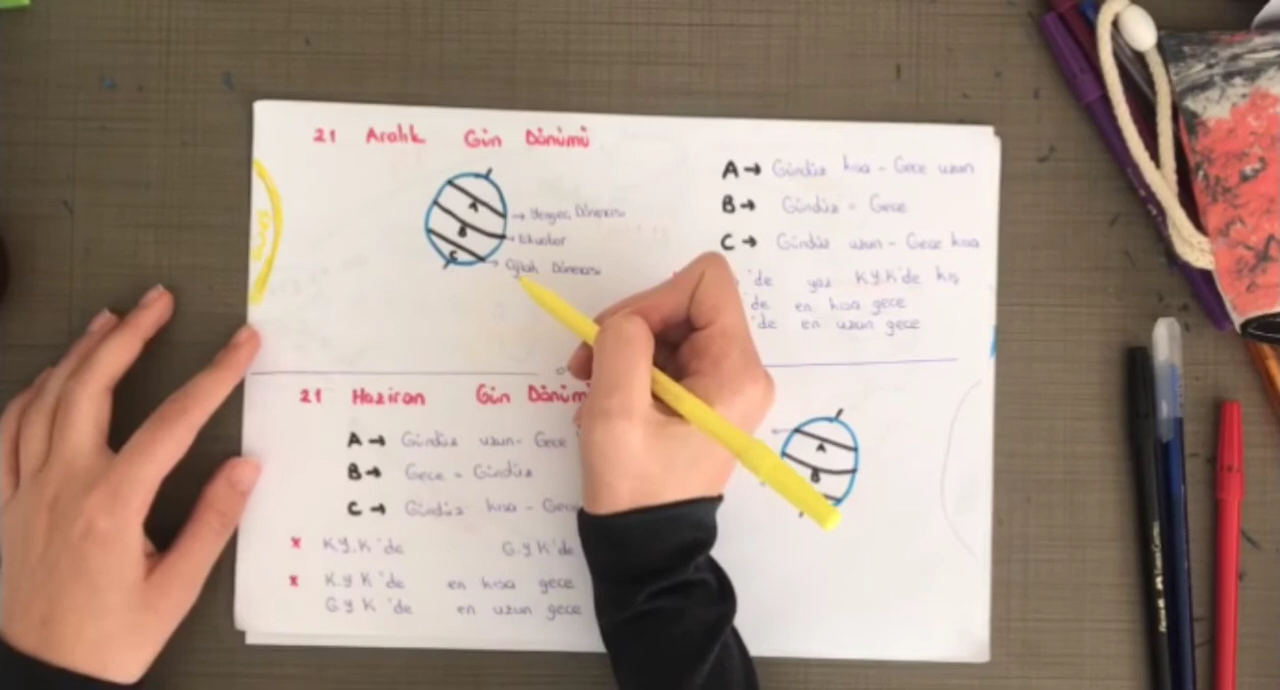 21 Aralık Gün Dönümü
A
B
C
→ Yengeç Dönencesi
→ Ekvator
→ Oğlak Dönencesi
A → Gündüz kısa - Gece uzun
B → Gündüz = Gece
C → Gündüz uzun - Gece kısa
'de yaz K.Y.K'de kış
'de en kısa gece
'de en uzun gece
21 Haziran Gün Dönüm
A → Gündüz uzun - Gece
B → Gece = Gündüz
C → Gündüz kısa - Gece
x K.Y.K'de G.Y.K'de
x K.Y.K'de en kısa gece
G.Y.K'de en uzun gece
A
B